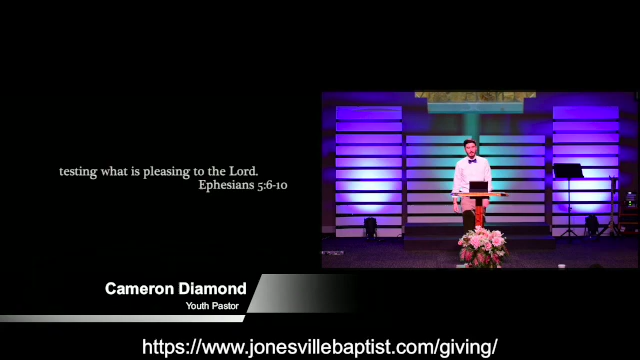 testing what is pleasing to the Lord.
Ephesians 5:6-10
Cameron Diamond
Youth Pastor
https://www.jonesvillebaptist.com/giving/